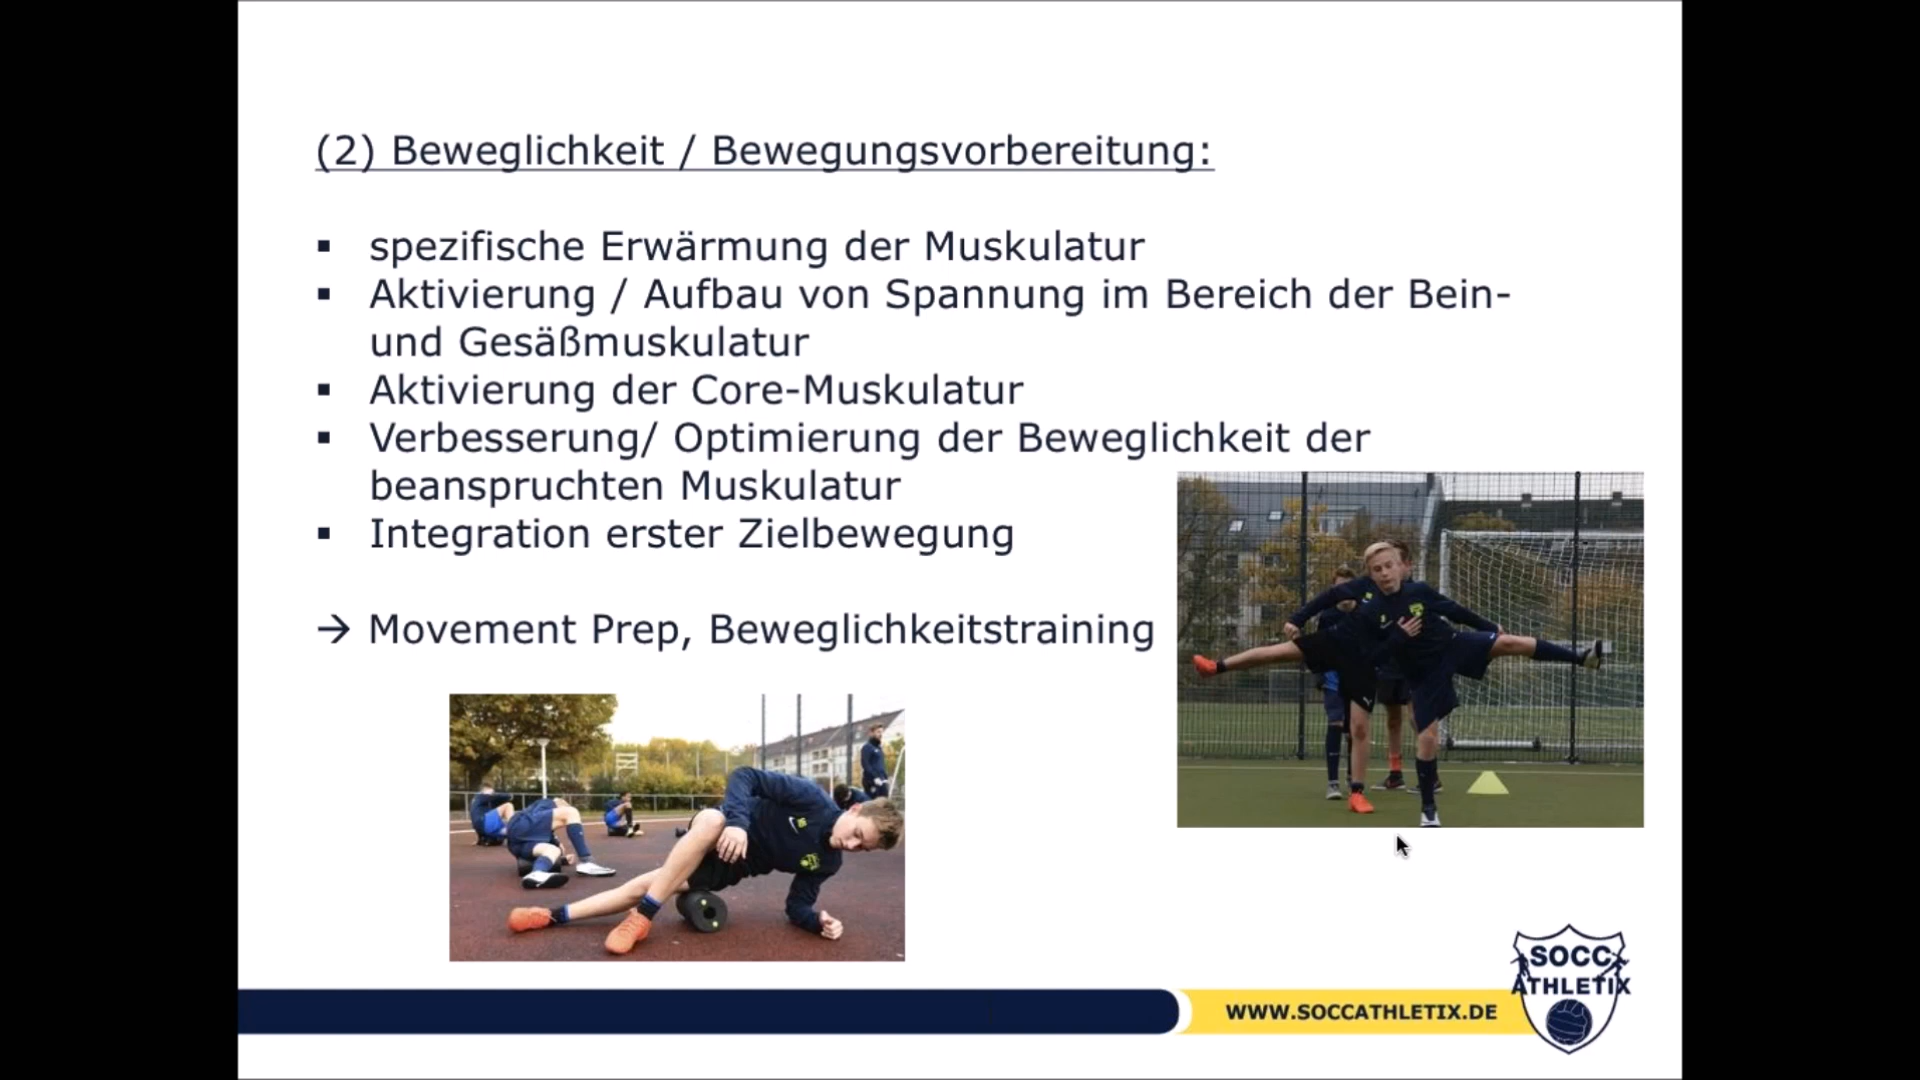 (2) Beweglichkeit / Bewegungsvorbereitung:
▪ spezifische Erwärmung der Muskulatur
▪ Aktivierung / Aufbau von Spannung im Bereich der Bein-
und Gesäßmuskulatur
▪ Aktivierung der Core-Muskulatur
▪ Verbesserung/ Optimierung der Beweglichkeit der
beanspruchten Muskulatur
▪ Integration erster Zielbewegung
→ Movement Prep, Beweglichkeitstraining
WWW.SOCCATHLETIX.DE
SOCC
ATHLETIX